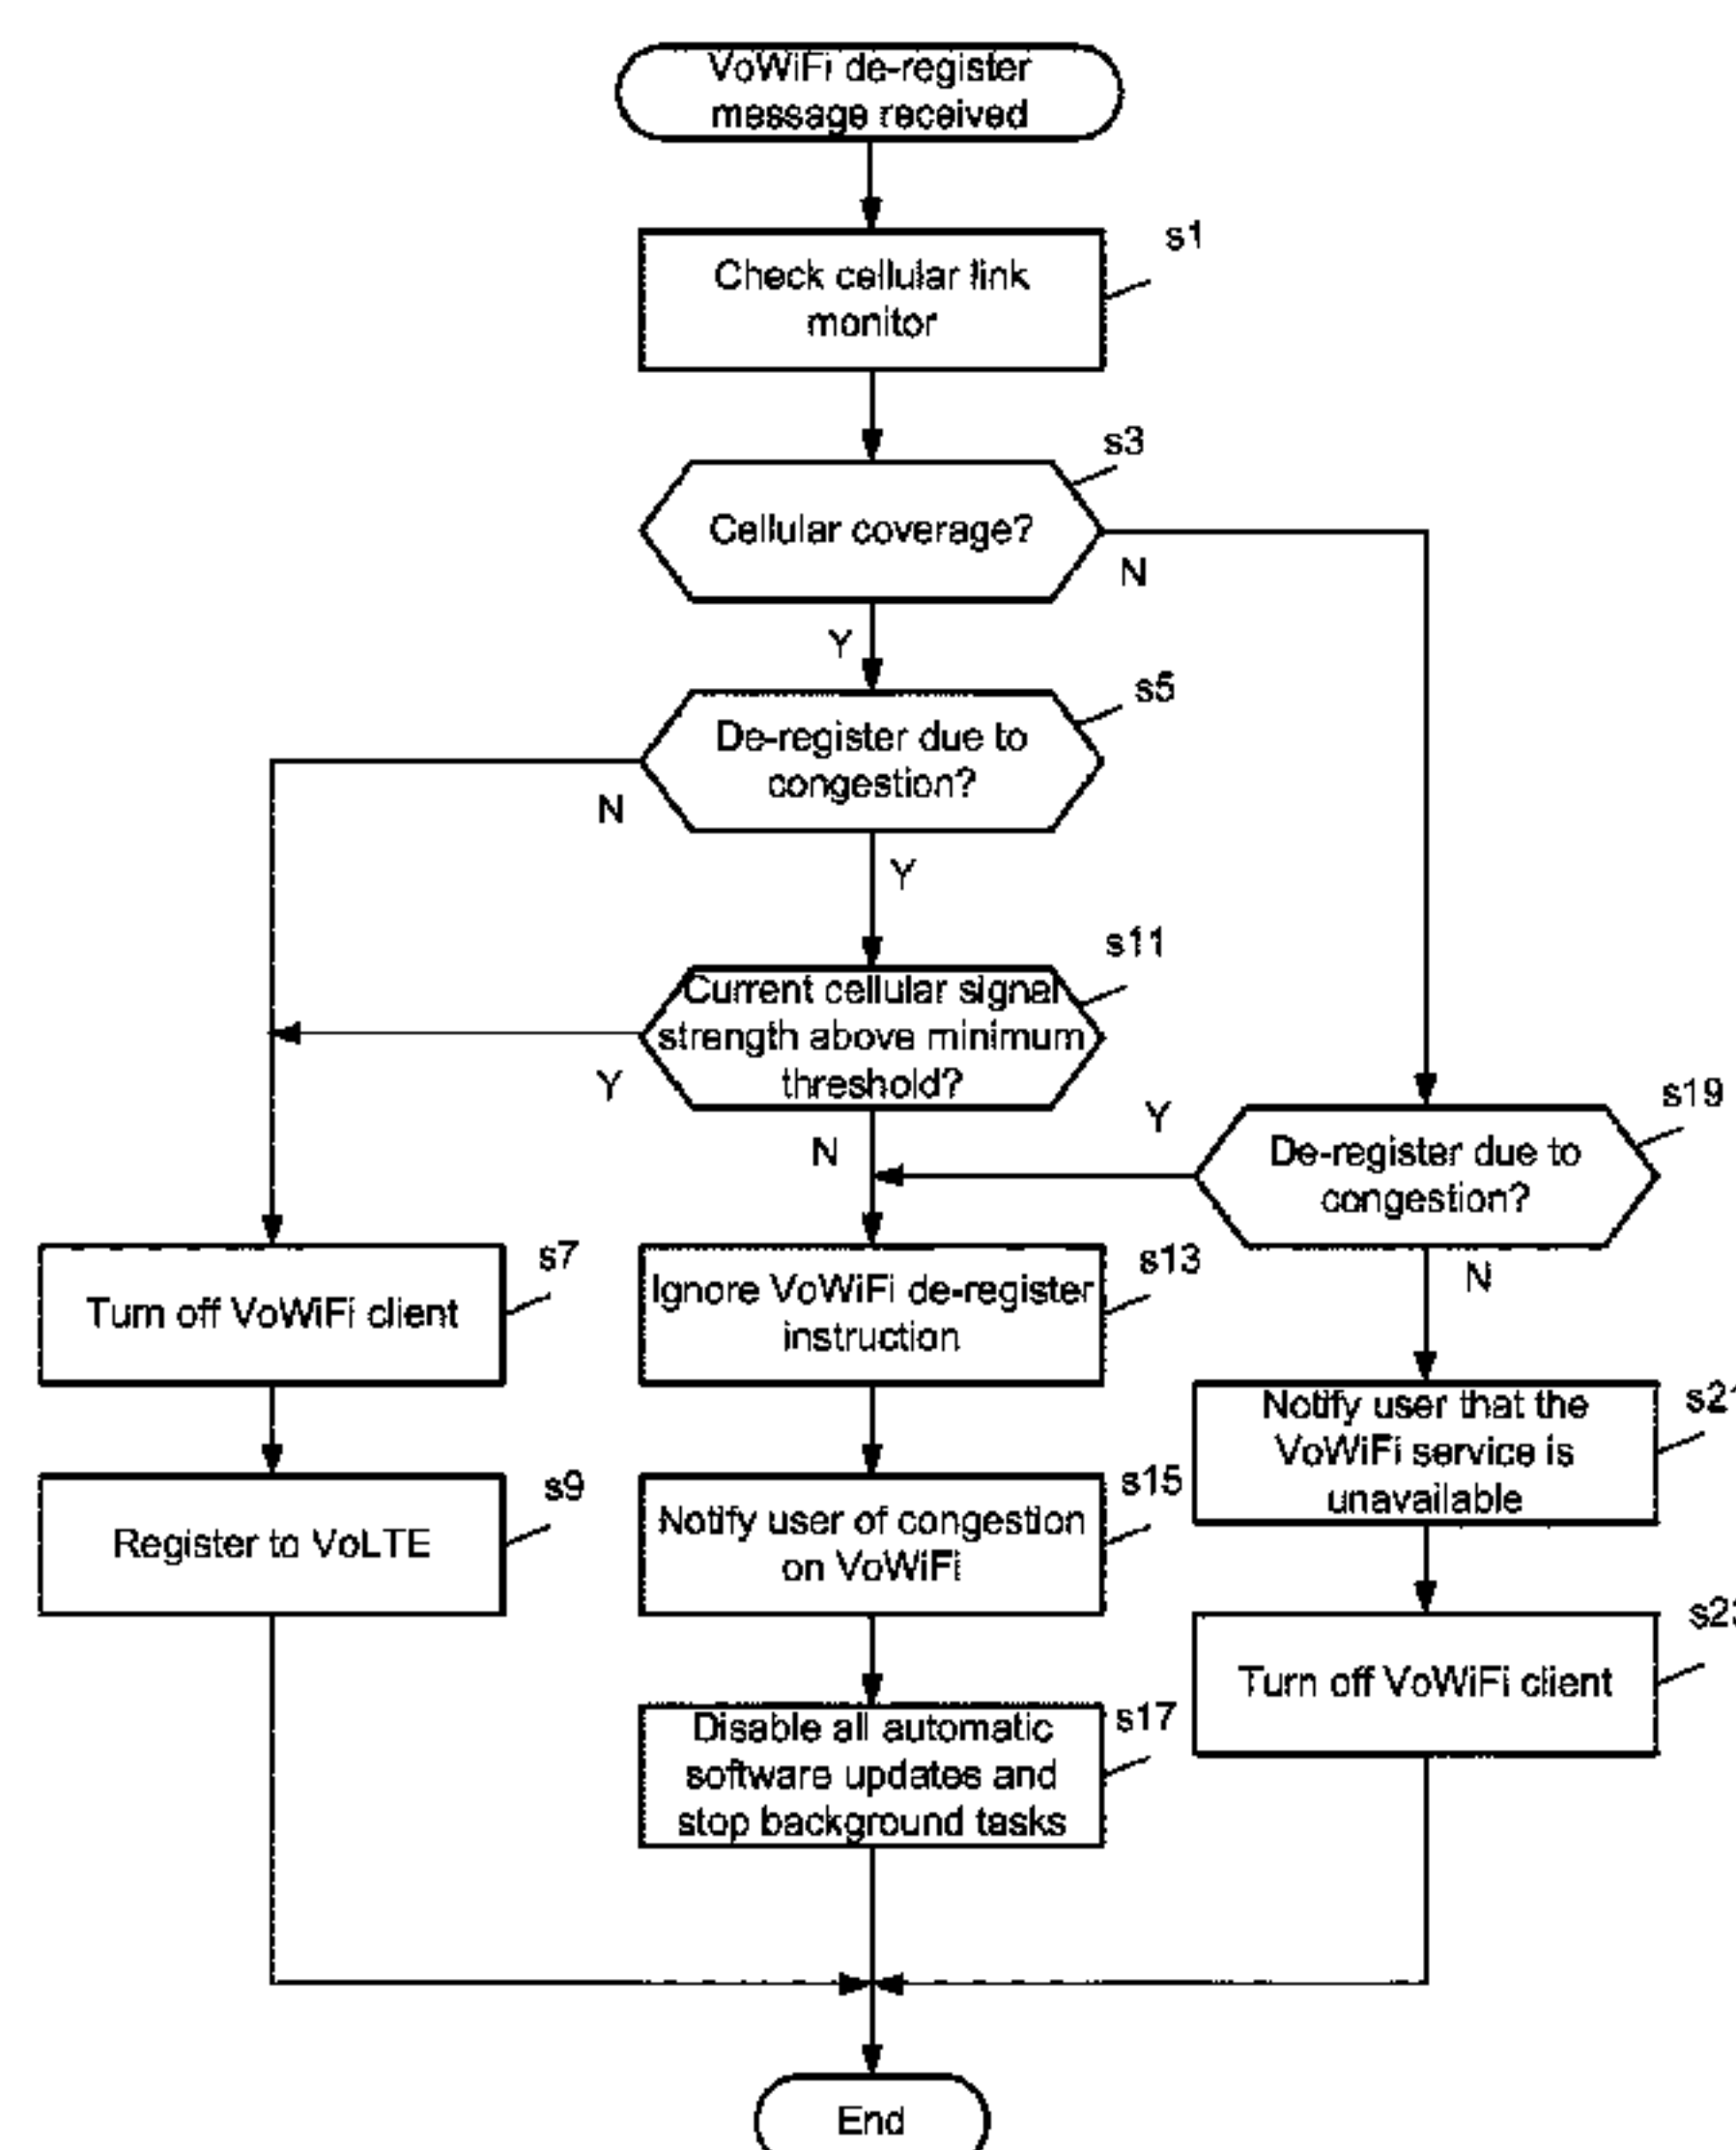 VoWiFi de-register
message received
s1
Check cellular link
monitor
s3
Cellular coverage?
N
Y
s5
De-register due to
congestion?
N
Y
s11
Current cellular signal
strength above minimum
threshold?
Y
N
Y
s19
De-register due to
congestion?
N
s7
Turn off VoWiFi client
s13
Ignore VoWiFi de-register
instruction
s21
Notify user that the
VoWiFi service is
unavailable
s9
Register to VoLTE
s15
Notify user of congestion
on VoWiFi
Turn off VoWiFi client
s17
Disable all automatic
software updates and
stop background tasks
End